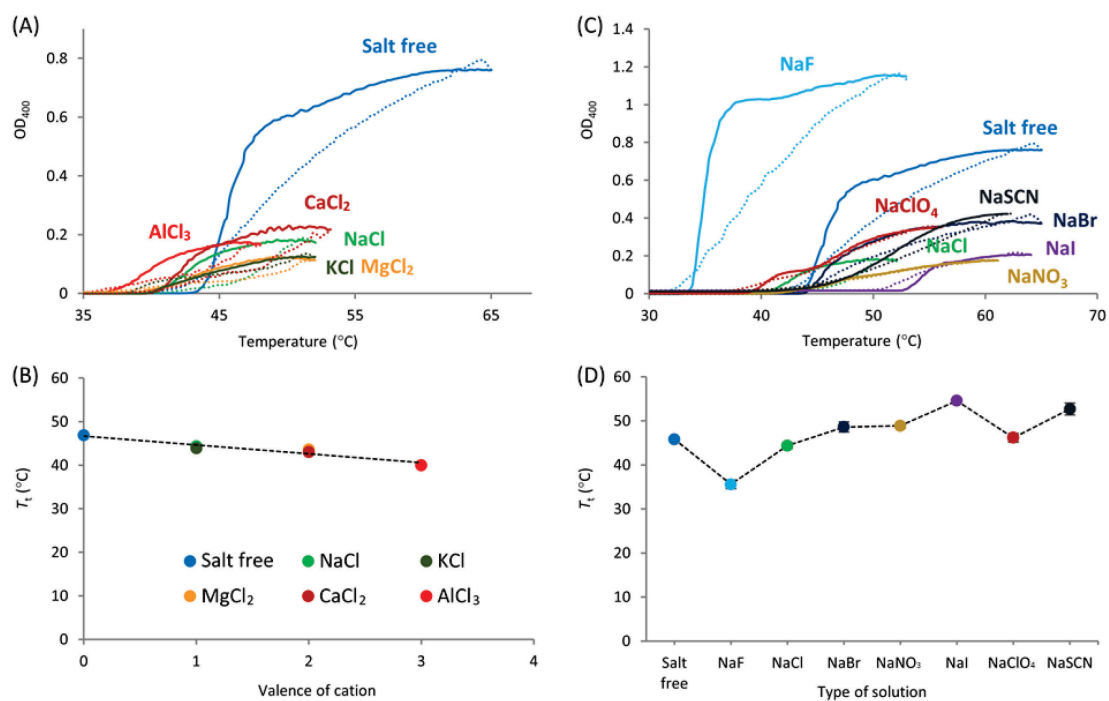 (A)
0.8
0.6
0.4
0.2
0
OD₄₀₀
Salt free
CaCl₂
AlCl₃
NaCl
KCl
MgCl₂
35
45
55
65
Temperature (°C)
(C)
1.4
1.2
1
0.8
0.6
0.4
0.2
0
OD₄₀₀
NaF
Salt free
NaSCN
NaClO₄
NaBr
NaCl
NaI
NaNO₃
30
40
50
60
70
Temperature (°C)
(B)
60
50
40
30
20
10
0
Tₜ (°C)
Salt free
NaCl
KCl
MgCl₂
CaCl₂
AlCl₃
0
1
2
3
4
Valence of cation
(D)
60
50
40
30
20
10
0
Tₜ (°C)
Salt
free
NaF
NaCl
NaBr
NaNO₃
NaI
NaClO₄
NaSCN
Type of solution